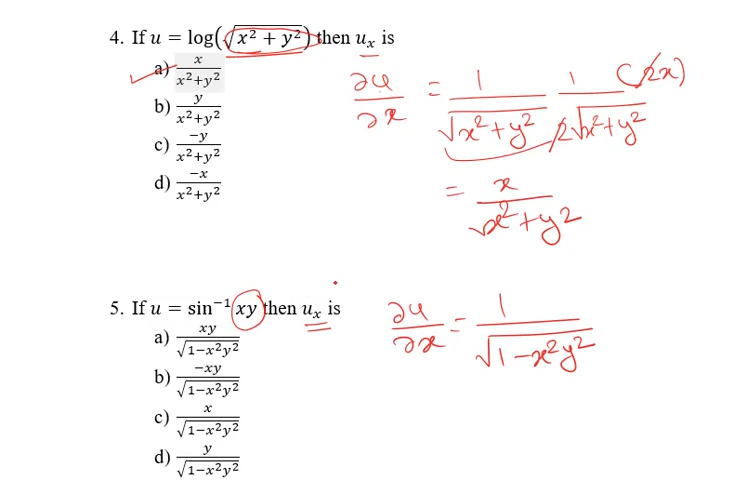 4. If u = log(√(x² + y²)) then uₓ is
a) x/(x²+y²)
b) y/(x²+y²)
c) −y/(x²+y²)
d) −x/(x²+y²)
∂u/∂x = 1/√(x²+y²) 1/(2√(x²+y²)) (2x)
= x/(x²+y²)
5. If u = sin⁻¹ xy then uₓ is
a) xy/√(1−x²y²)
b) −xy/√(1−x²y²)
c) x/√(1−x²y²)
d) y/√(1−x²y²)
∂u/∂x = 1/√(1−x²y²)